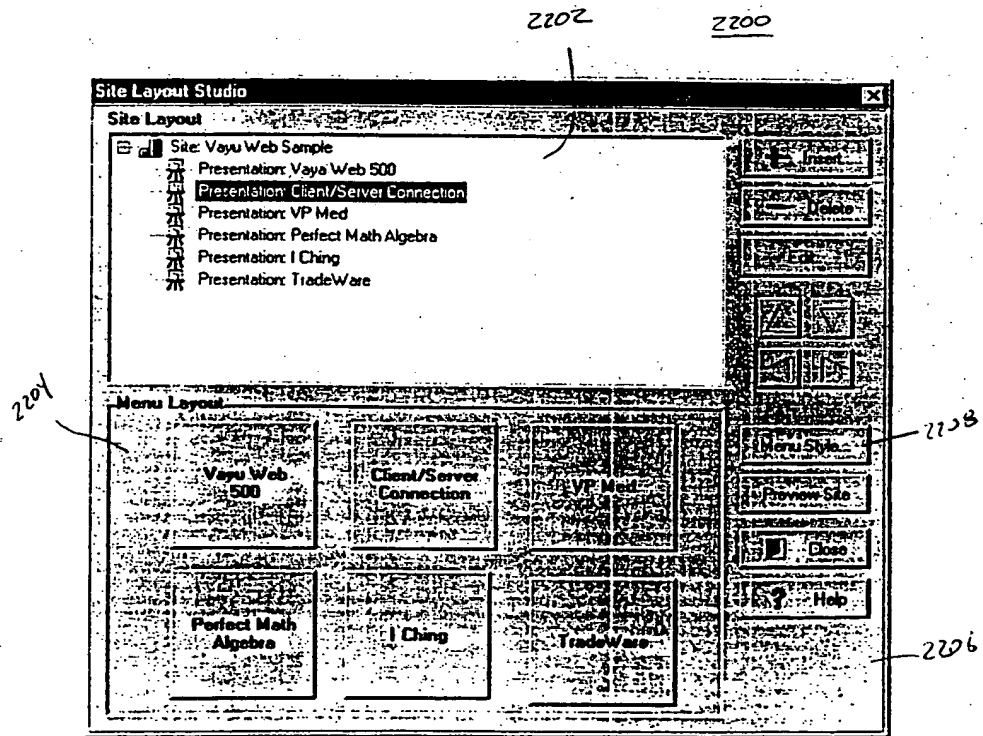 2202
2200
Site Layout Studio
Site Layout
Site: Vayu Web Sample
Presentation: Vaya Web 500
Presentation: Client/Server Connection
Presentation: VP Med
Presentation: Perfect Math Algebra
Presentation: I Ching
Presentation: TradeWare
Insert...
Delete
Edit...
2204
Menu Layout
Vayu Web
500
Client/Server
Connection
VP Med
Perfect Math
Algebra
I Ching
TradeWare
Menu Style...
2208
Preview Site
Close
? Help
2206